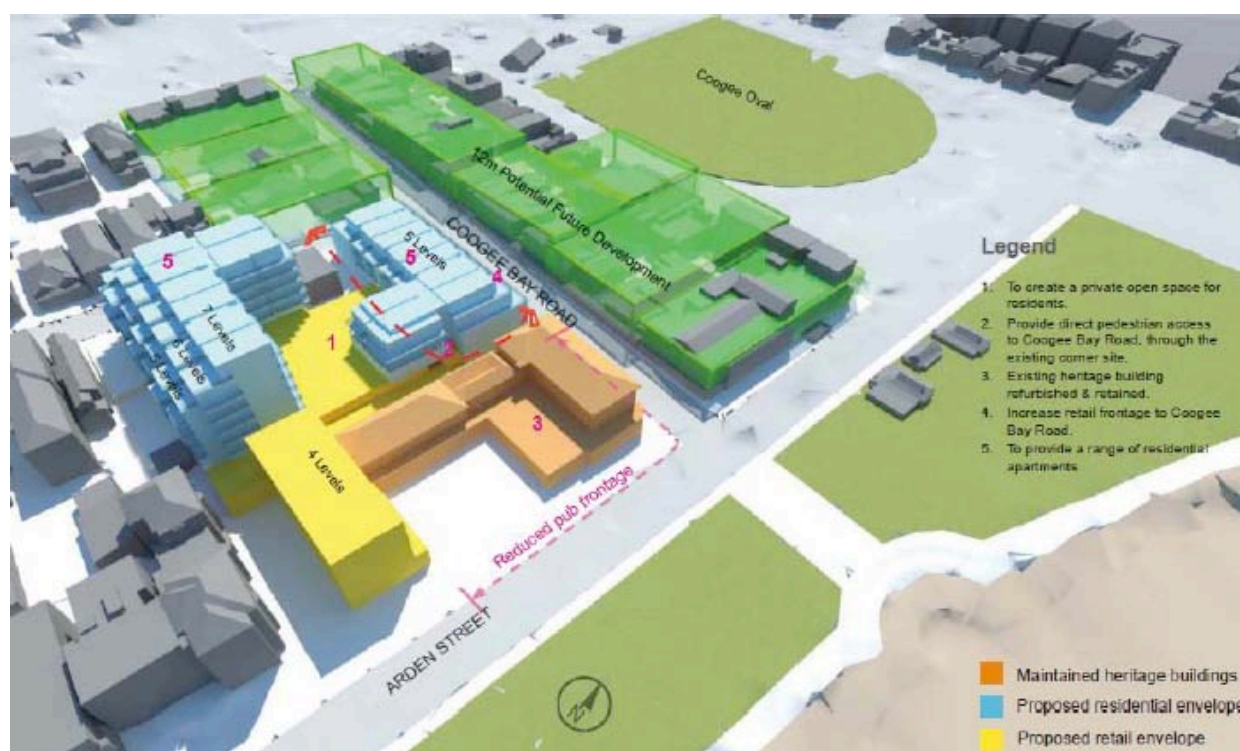 Coogee Oval
12m Potential Future Development
COOGEE BAY ROAD
5 Levels
5
4
5
7 Levels
6 Levels
5 Levels
1
2
3
4 Levels
Reduced pub frontage
ARDEN STREET
Legend
1. To create a private open space for
residents.
2. Provide direct pedestrian access
to Coogee Bay Road, through the
existing corner site.
3. Existing heritage building
refurbished & retained.
4. Increase retail frontage to Coogee
Bay Road.
5. To provide a range of residential
apartments
Z
Maintained heritage buildings
Proposed residential envelope
Proposed retail envelope